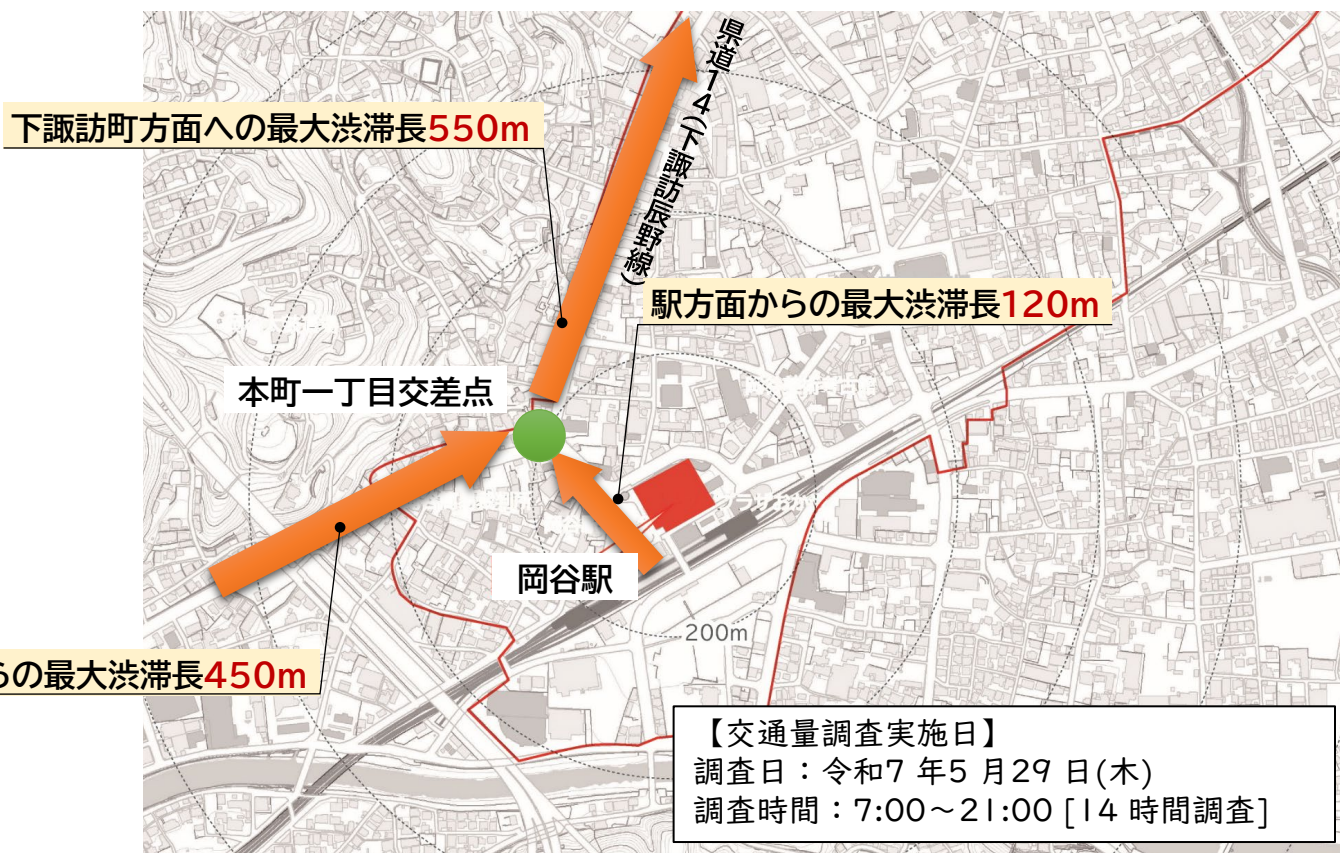 県道14(下諏訪辰野線)
下諏訪町方面への最大渋滞長550m
駅方面からの最大渋滞長120m
本町一丁目交差点
岡谷駅
200m
らの最大渋滞長450m
【交通量調査実施日】
調査日：令和7 年5 月29 日(木)
調査時間：7:00～21:00 [14 時間調査]